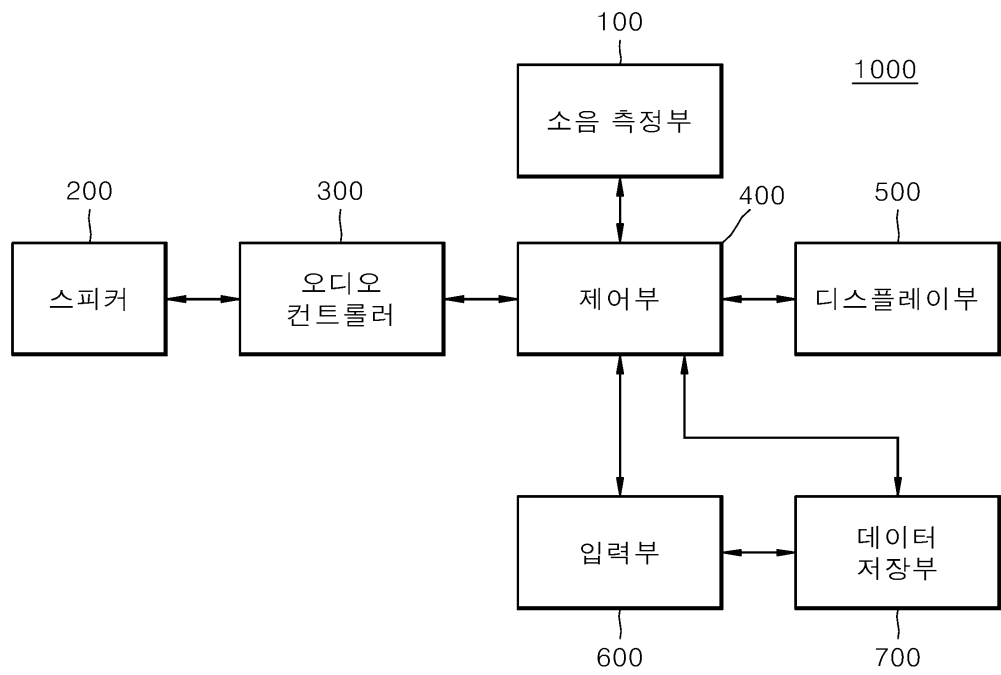 100
1000
소음 측정부
200
300
400
500
스피커
오디오
컨트롤러
제어부
디스플레이부
입력부
데이터
저장부
600
700